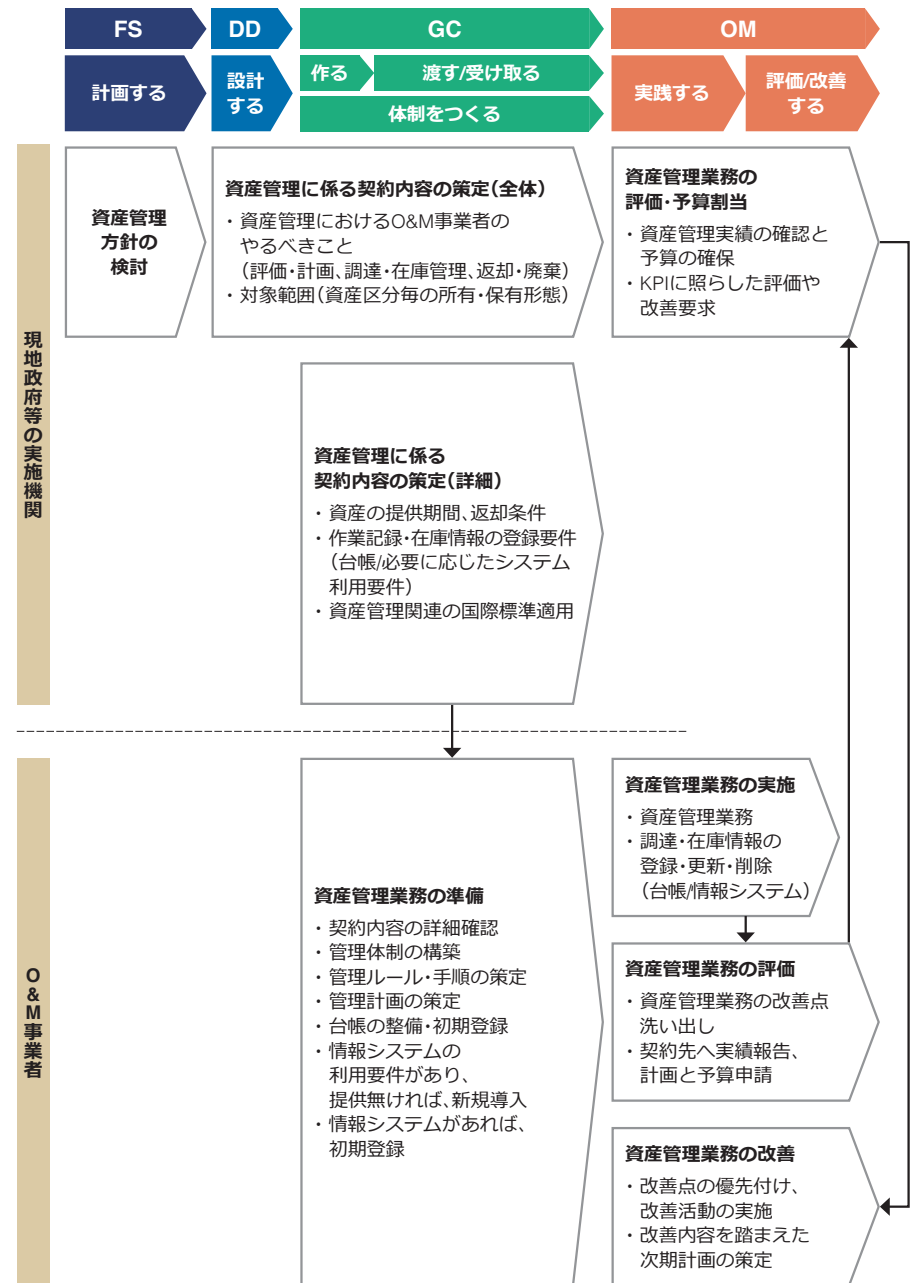 FS
DD
GC
OM
計画する
設計
する
作る
渡す/受け取る
体制をつくる
実践する
評価/改善
する
現地政府等の実施機関
資産管理
方針の
検討
資産管理に係る契約内容の策定(全体)
・資産管理におけるO&M事業者の
やるべきこと
(評価・計画、調達・在庫管理、返却・廃棄)
・対象範囲(資産区分毎の所有・保有形態)
資産管理業務の
評価・予算割当
・資産管理実績の確認と
予算の確保
・KPIに照らした評価や
改善要求
資産管理に係る
契約内容の策定(詳細)
・資産の提供期間、返却条件
・作業記録・在庫情報の登録要件
(台帳/必要に応じたシステム
利用要件)
・資産管理関連の国際標準適用
O&M事業者
資産管理業務の準備
・契約内容の詳細確認
・管理体制の構築
・管理ルール・手順の策定
・管理計画の策定
・台帳の整備・初期登録
・情報システムの
利用要件があり、
提供無ければ、新規導入
・情報システムがあれば、
初期登録
資産管理業務の実施
・資産管理業務
・調達・在庫情報の
登録・更新・削除
(台帳/情報システム)
資産管理業務の評価
・資産管理業務の改善点
洗い出し
・契約先へ実績報告、
計画と予算申請
資産管理業務の改善
・改善点の優先付け、
改善活動の実施
・改善内容を踏まえた
次期計画の策定